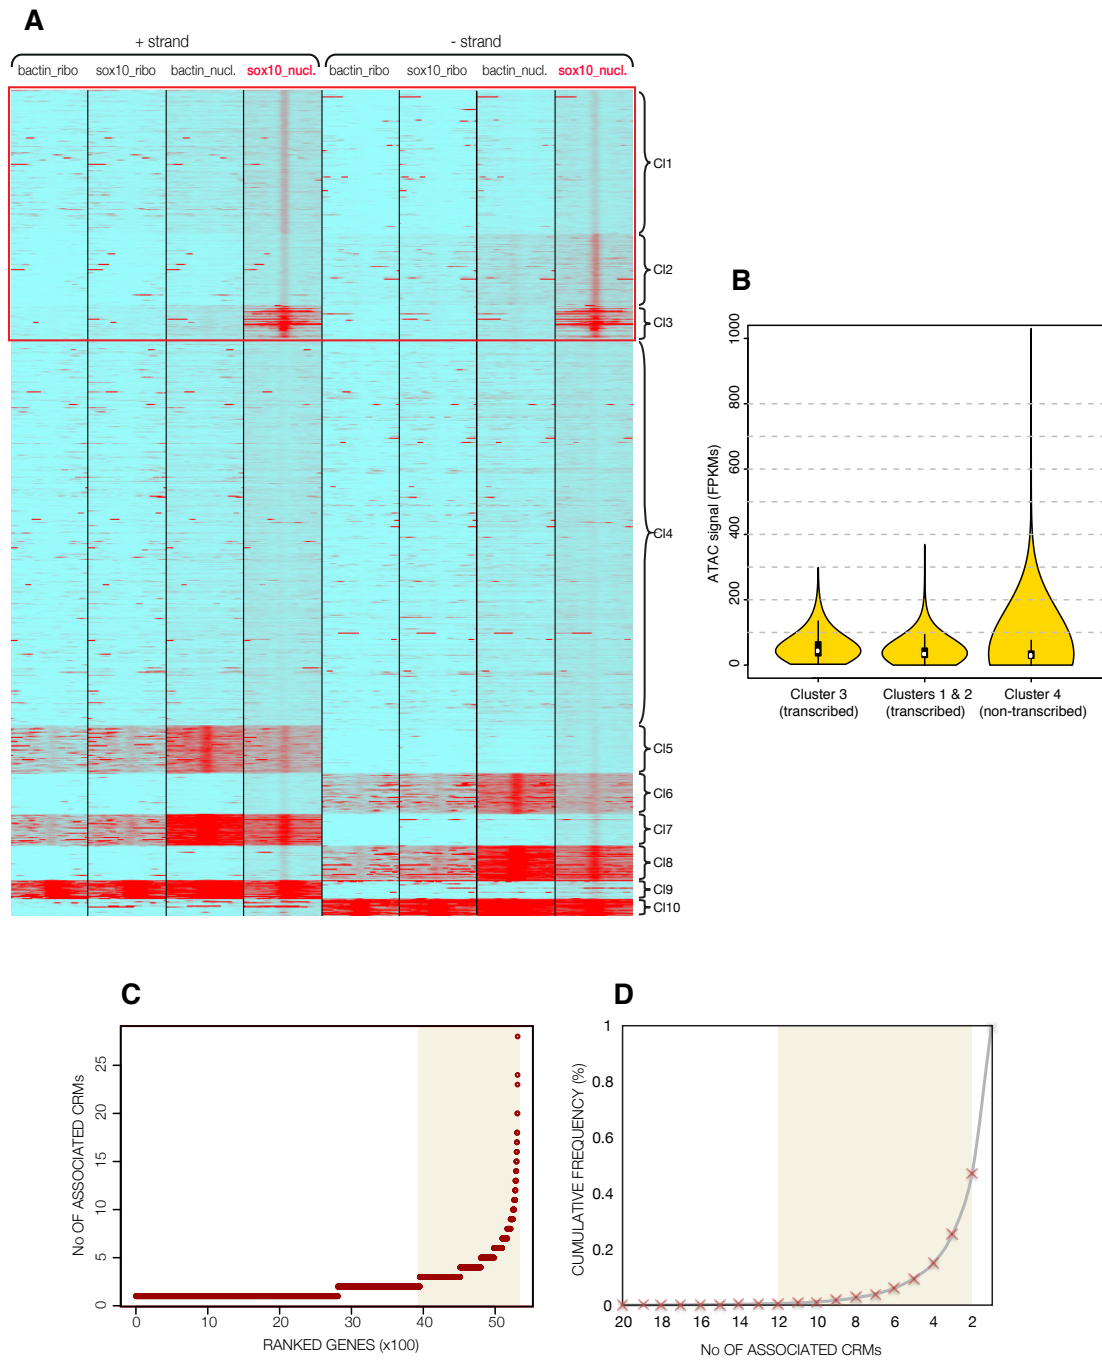 A
+ strand
- strand
bactin_ribo sox10_ribo bactin_nucl. sox10_nucl. bactin_ribo sox10_ribo bactin_nucl. sox10_nucl.
Cl1
Cl2
Cl3
Cl4
Cl5
Cl6
Cl7
Cl8
Cl9
Cl10
B
ATAC signal (FPKMs)
1000
800
600
400
200
0
Cluster 3 Clusters 1 & 2 Cluster 4
(transcribed) (transcribed) (non-transcribed)
C
No OF ASSOCIATED CRMs
25
20
15
10
5
0
0 10 20 30 40 50
RANKED GENES (x100)
D
CUMULATIVE FREQUENCY (%)
1
0.8
0.6
0.4
0.2
0
20 18 16 14 12 10 8 6 4 2
No OF ASSOCIATED CRMs